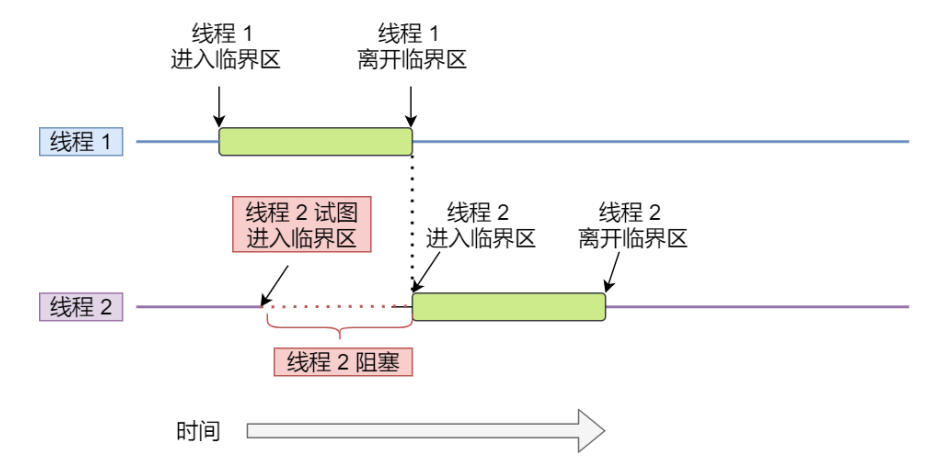 线程 1
进入临界区
线程 1
离开临界区
线程 1
线程 2 试图
进入临界区
线程 2
进入临界区
线程 2
离开临界区
线程 2
线程 2 阻塞
时间